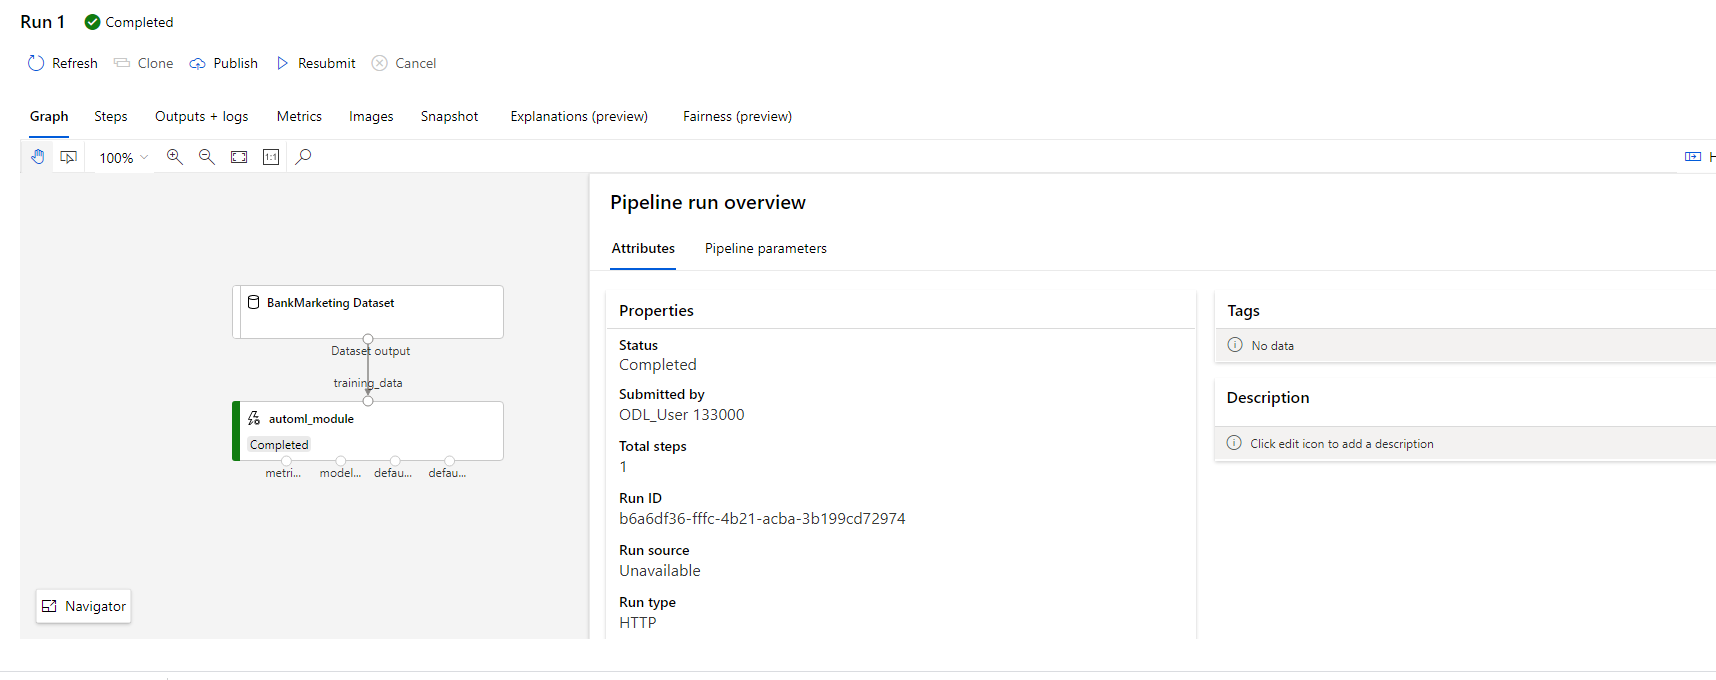 Run 1 Completed
Refresh Clone Publish Resubmit Cancel
Graph Steps Outputs + logs Metrics Images Snapshot Explanations (preview) Fairness (preview)
100% 1:1 H
BankMarketing Dataset
Dataset output
training_data
automl_module
Completed
metri... model... defau... defau...
Navigator
Pipeline run overview
Attributes Pipeline parameters
Properties
Status
Completed
Submitted by
ODL_User 133000
Total steps
1
Run ID
b6a6df36-fffc-4b21-acba-3b199cd72974
Run source
Unavailable
Run type
HTTP
Tags
No data
Description
Click edit icon to add a description